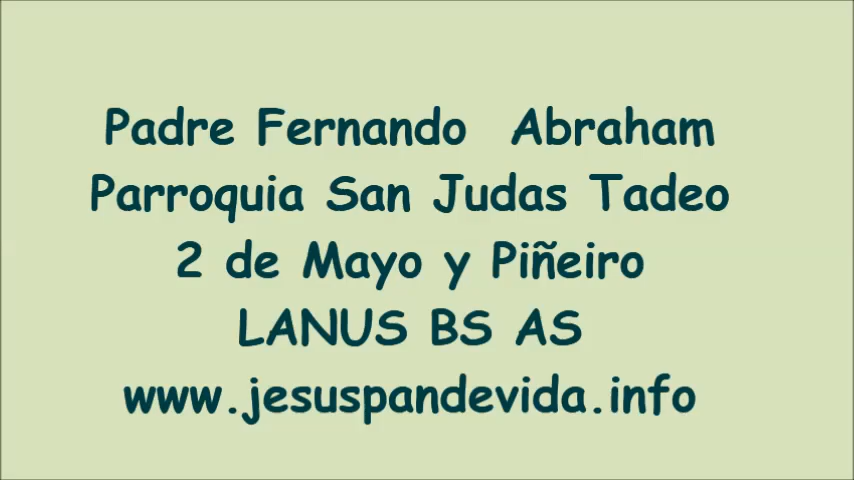 Padre Fernando Abraham
Parroquia San Judas Tadeo
2 de Mayo y Piñeiro
LANUS BS AS
www.jesuspandevida.info